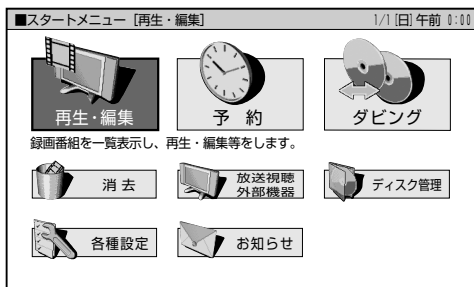 ■スタートメニュー［再生・編集］ 1/1[日]午前 0:00
再生・編集 予 約 ダビング
録画番組を一覧表示し、再生・編集等をします。
消 去 放送視聴 外部機器 ディスク管理
各種設定 お知らせ